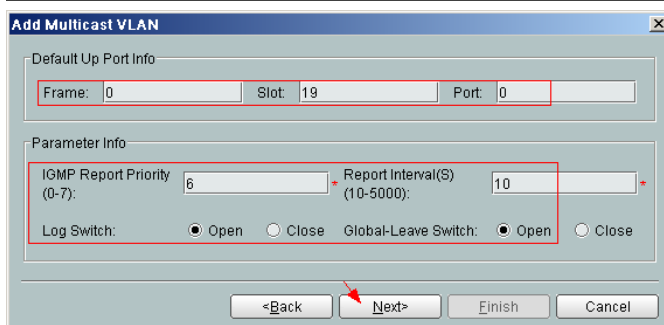 Add Multicast VLAN
Default Up Port Info
Frame: 0 Slot: 19 Port: 0
Parameter Info
IGMP Report Priority (0-7): 6 * Report Interval(S) (10-5000): 10 *
Log Switch: Open Close Global-Leave Switch: Open Close
<Back Next> Finish Cancel